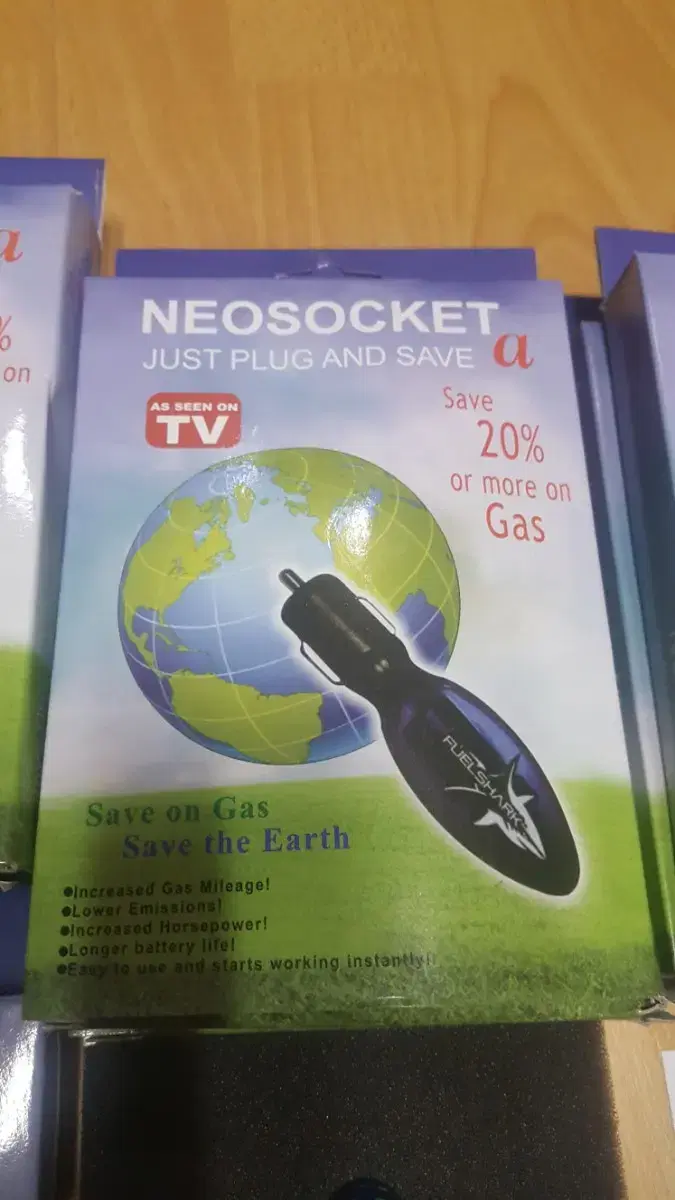 NEOSOCKET
JUST PLUG AND SAVE α
AS SEEN ON
TV
Save
20%
or more on
Gas
FUELSHARK
Save on Gas
Save the Earth
●Increased Gas Mileage!
●Lower Emissions!
●Increased Horsepower!
●Longer battery life!
●Easy to use and starts working instantly!!
α
%
on